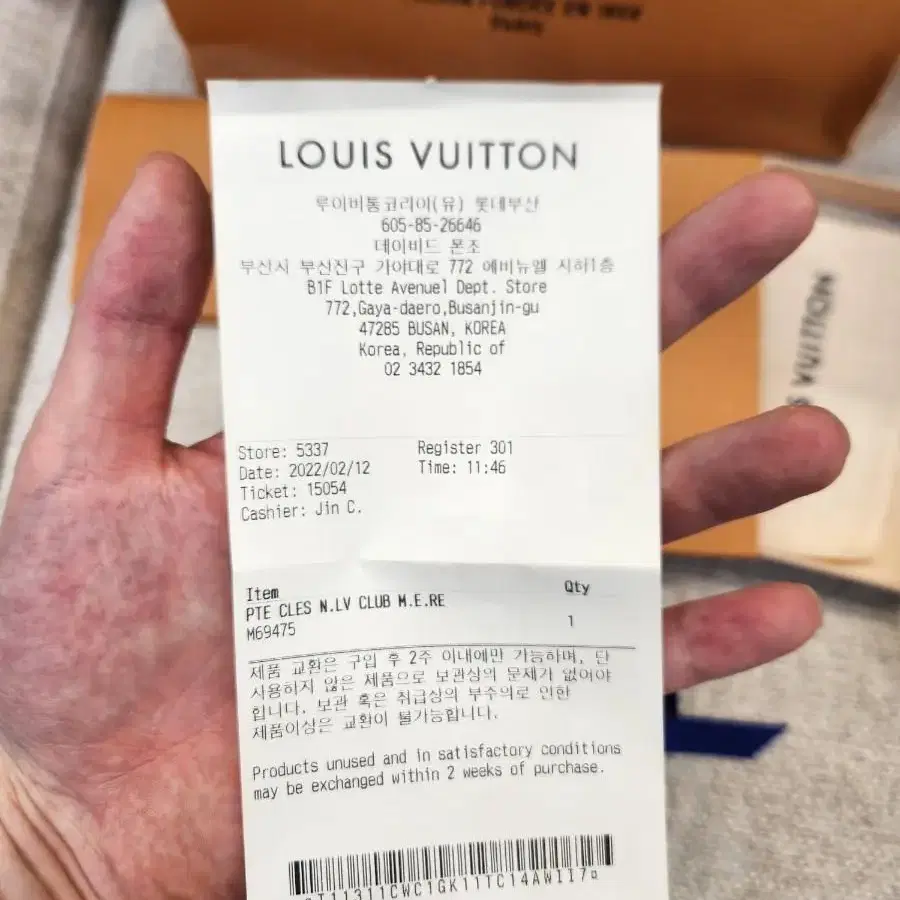 PARIS
LOUIS VUITTON
루이비통코리아(유) 롯데부산
605-85-26646
데이비드 폰조
부산시 부산진구 가야대로 772 에비뉴엘 지하1층
B1F Lotte Avenuel Dept. Store
772,Gaya-daero,Busanjin-gu
47285 BUSAN, KOREA
Korea, Republic of
02 3432 1854
Store: 5337 Register 301
Date: 2022/02/12 Time: 11:46
Ticket: 15054
Cashier: Jin C.
Item Qty
PTE CLES N.LV CLUB M.E.RE
M69475 1
제품 교환은 구입 후 2주 이내에만 가능하며, 단
사용하지 않은 제품으로 보관상의 문제가 없어야
합니다. 보관 혹은 취급상의 부주의로 인한
제품이상은 교환이 불가능합니다.
Products unused and in satisfactory conditions
may be exchanged within 2 weeks of purchase.
VUITTON